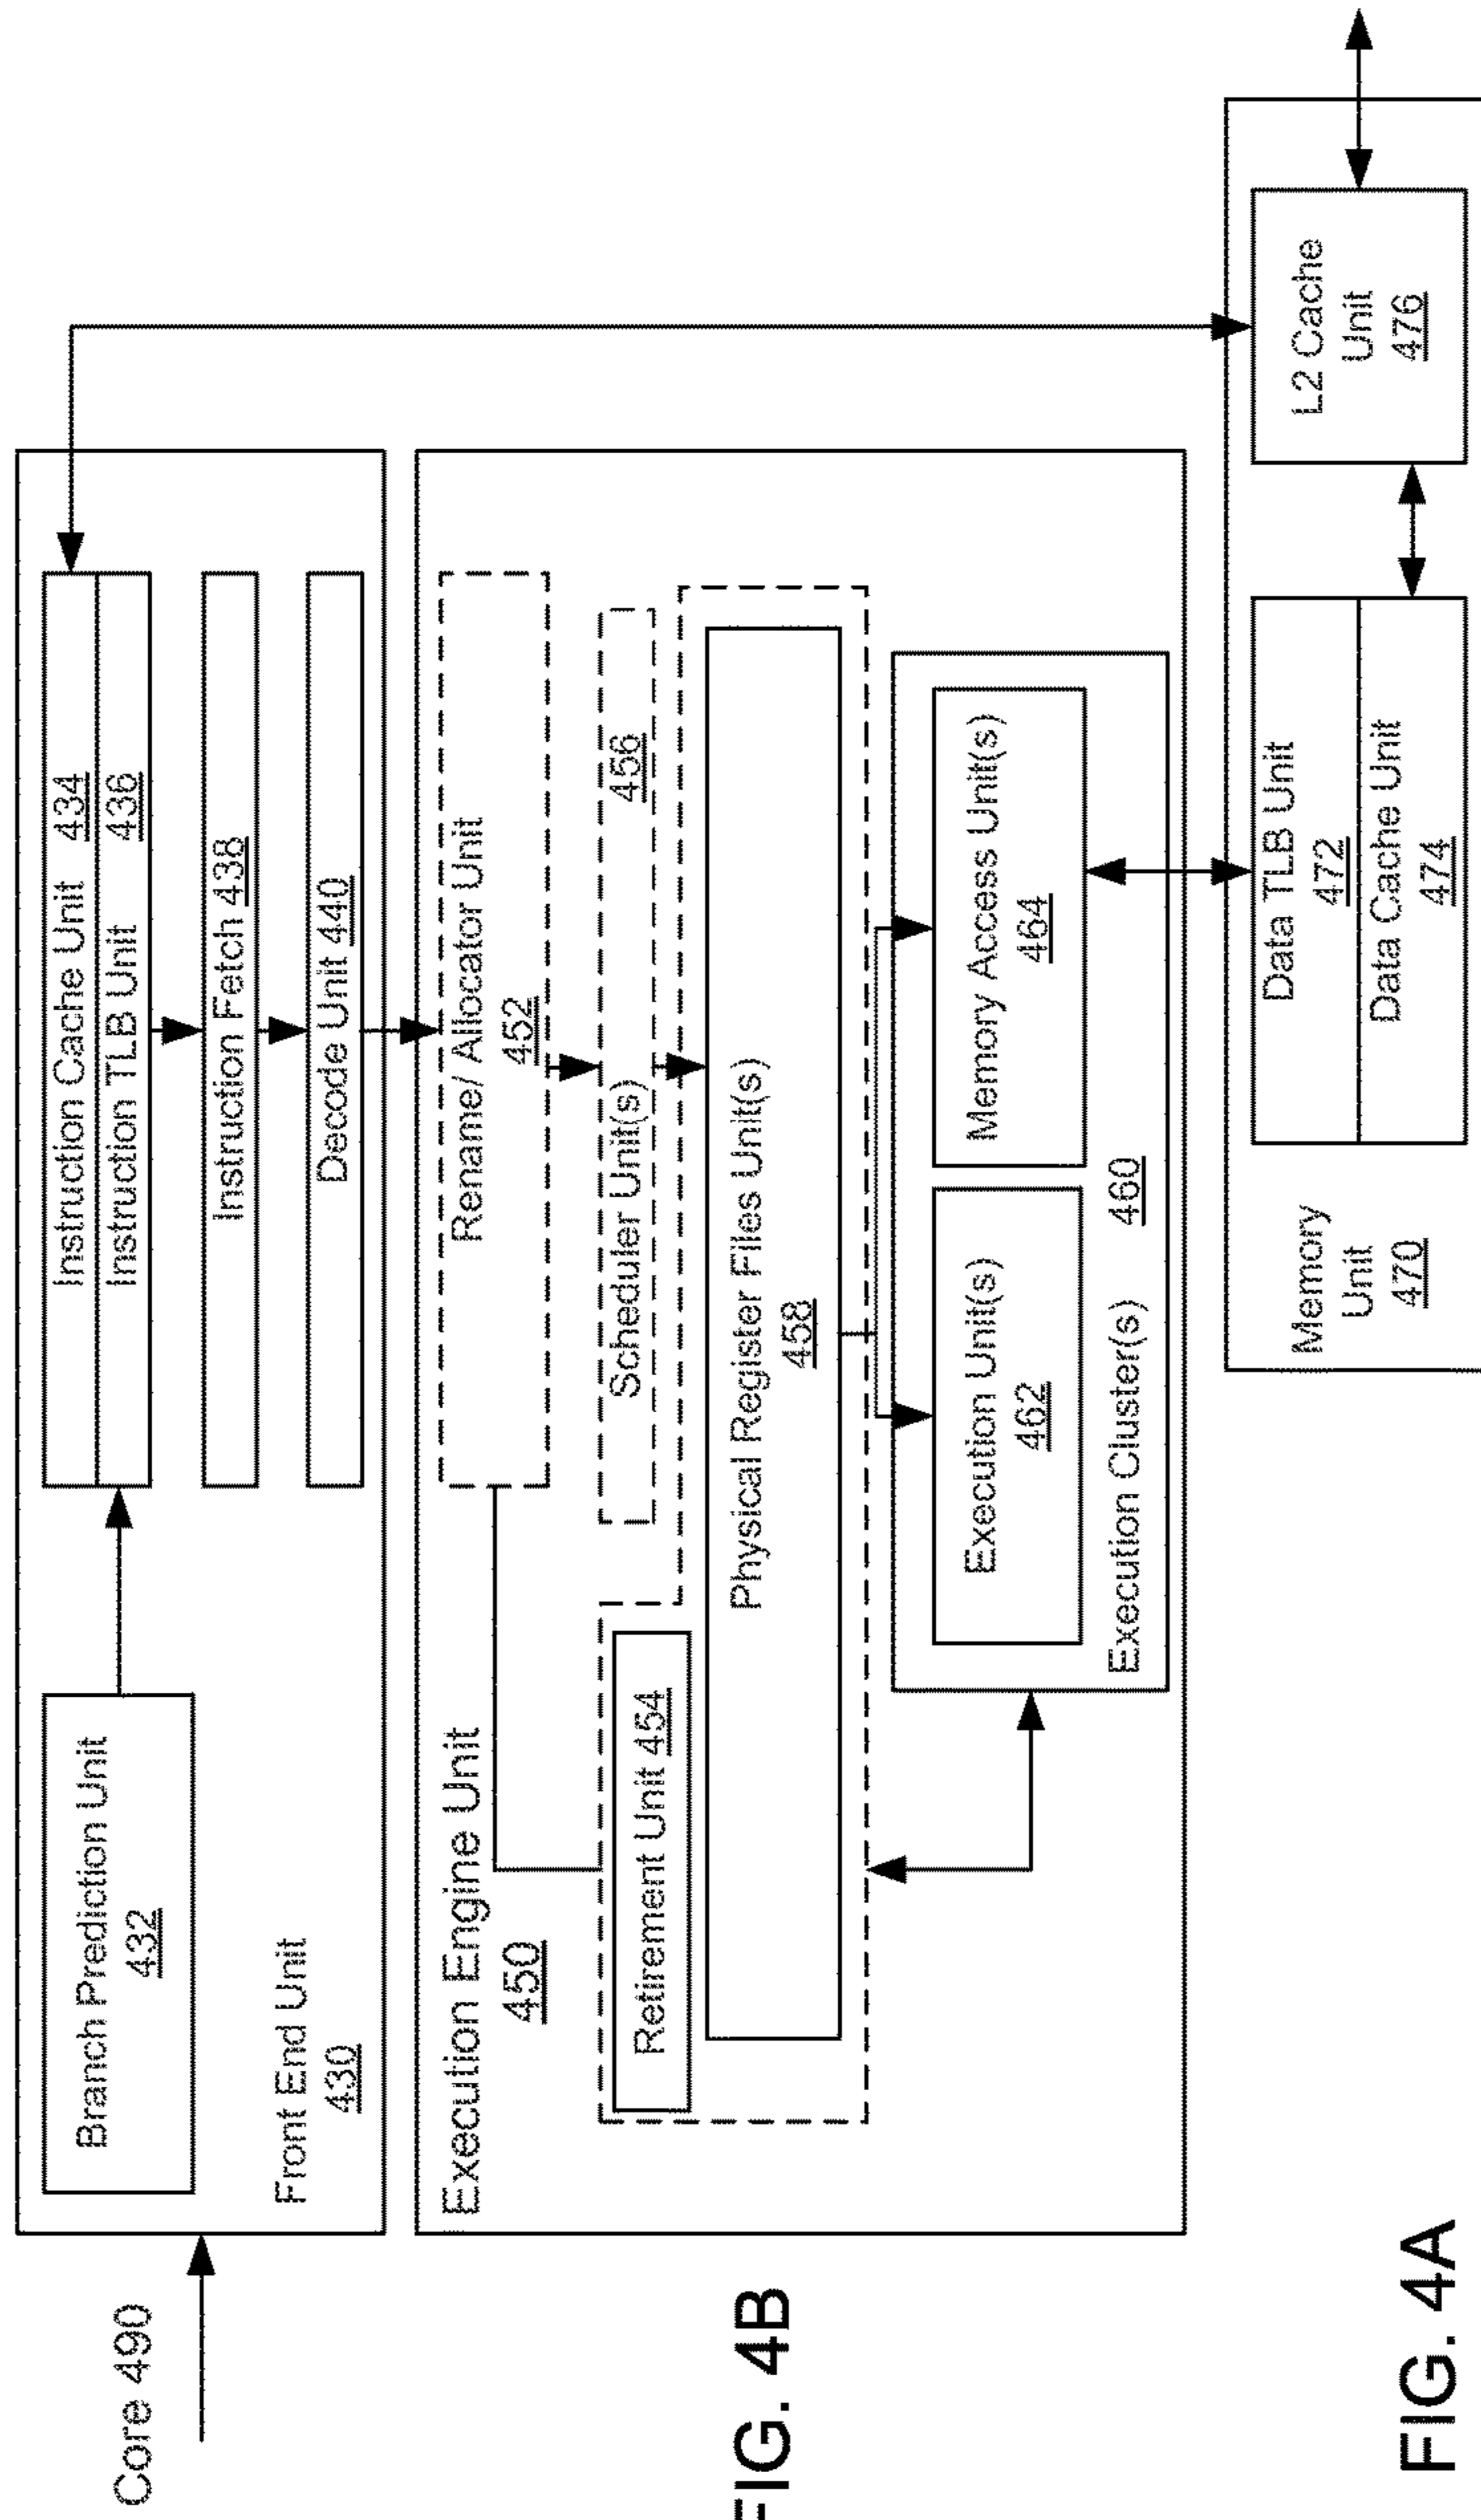 Core 490
Branch Prediction Unit
432
Instruction Cache Unit 434
Instruction TLB Unit 436
Instruction Fetch 438
Decode Unit 440
Front End Unit
430
Execution Engine Unit
450
Rename/ Allocator Unit
452
Scheduler Unit(s) 456
Retirement Unit 454
Physical Register Files Unit(s)
458
Execution Unit(s)
462
Memory Access Unit(s)
464
Execution Cluster(s) 460
FIG. 4B
Memory
Unit
470
Data TLB Unit
472
Data Cache Unit
474
L2 Cache
Unit
476
FIG. 4A